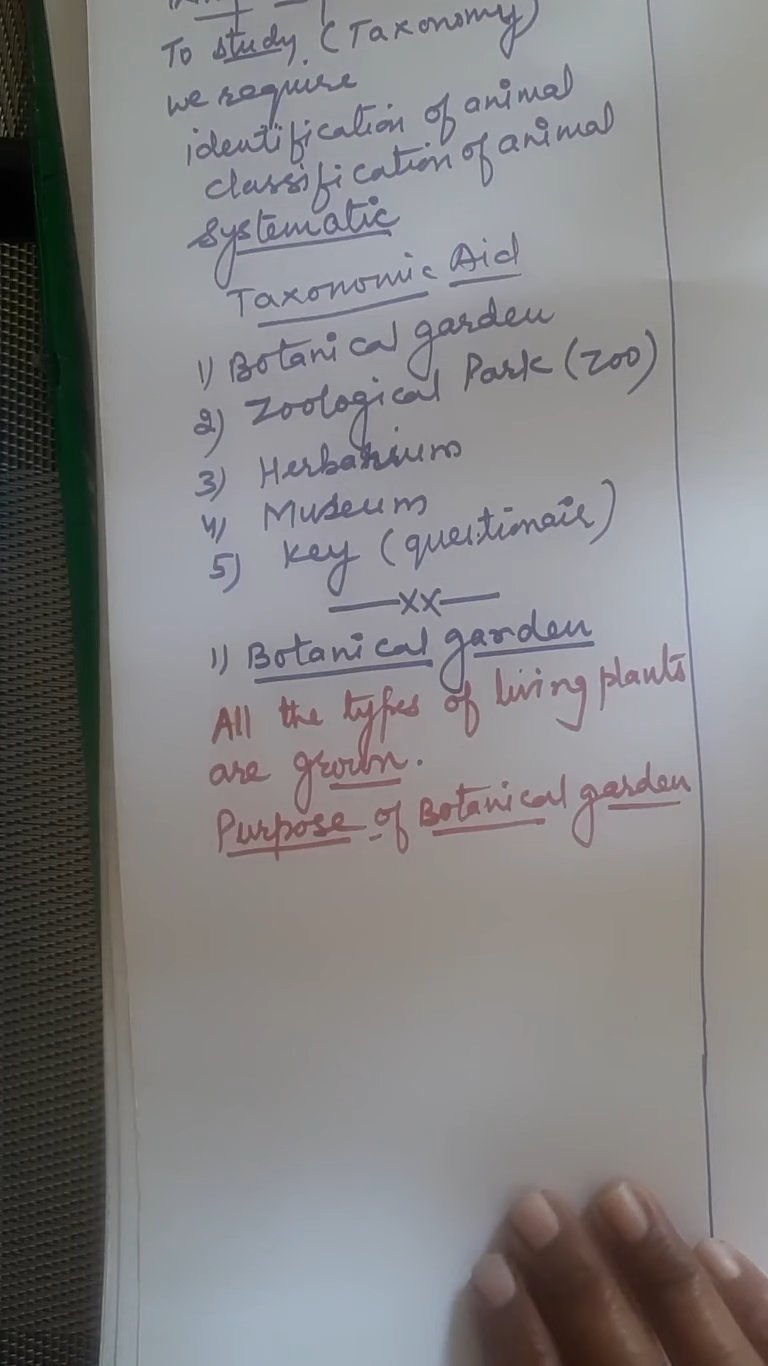 To study (Taxonomy)
we require
identification of animal
classification of animal
Systematic
Taxonomic Aid
1) Botanical garden
2) Zoological Park (Zoo)
3) Herbarium
4) Museum
5) Key (questionair)
—XX—
1) Botanical garden
All the types of living plants
are grown.
Purpose of Botanical garden